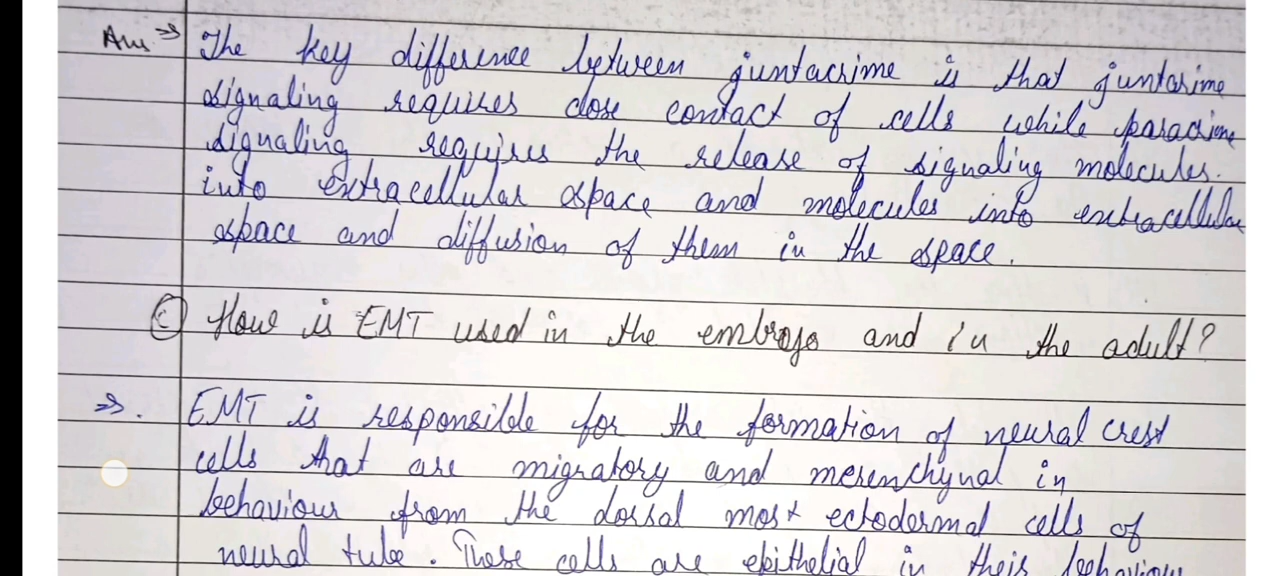 Ans ⇒ The key difference between juntacrime is that juntarime
signaling requires close contact of cells while paracrine
signaling requires the release of signaling molecules.
into extracellular space and molecules into extracellular
space and diffusion of them in the space.
(C) How is EMT used in the embroyo and in the adult?
⇒. EMT is responsible for the formation of neural crest
cells that are migratory and merenchynal in
behaviour from the dorsal most ectodermal cells of
neural tube. These cells are epithelial in their behaviour